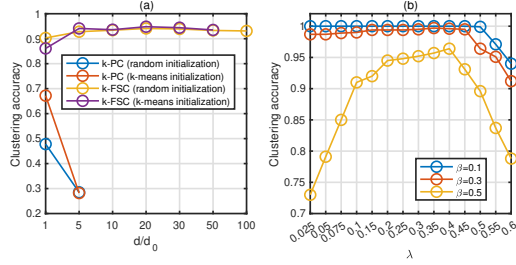 (a)
Clustering accuracy
1
0.9
0.8
0.7
0.6
0.5
0.4
0.3
0.2
k-PC (random initialization)
k-PC (k-means initialization)
k-FSC (random initialization)
k-FSC (k-means initialization)
1 5 10 20 30 50 100
d/d0
(b)
Clustering accuracy
1
0.95
0.9
0.85
0.8
0.75
0.7
β=0.1
β=0.3
β=0.5
0.025 0.05 0.075 0.1 0.15 0.2 0.25 0.3 0.35 0.4 0.45 0.5 0.55 0.6
λ